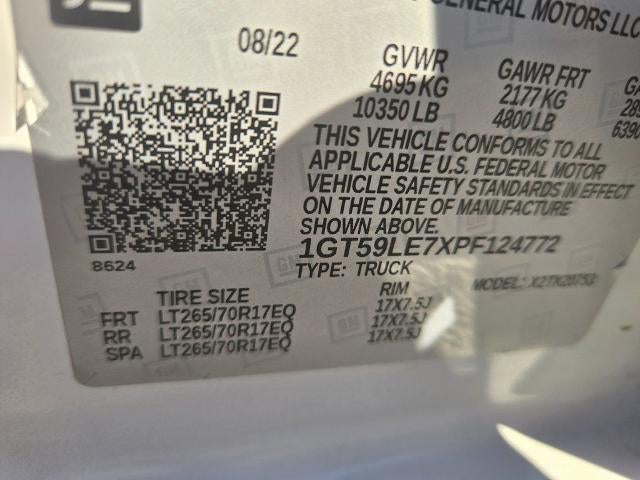 GENERAL MOTORS LLC
08/22
GVWR
4695 KG
10350 LB
GAWR FRT
2177 KG
4800 LB
THIS VEHICLE CONFORMS TO ALL
APPLICABLE U.S. FEDERAL MOTOR
VEHICLE SAFETY STANDARDS IN EFFECT
ON THE DATE OF MANUFACTURE
SHOWN ABOVE.
1GT59LE7XPF124772
TYPE: TRUCK
MODEL: X2TK20753
8624
TIRE SIZE RIM
FRT LT265/70R17EQ 17X7.5J
RR LT265/70R17EQ 17X7.5J
SPA LT265/70R17EQ 17X7.5J
GM